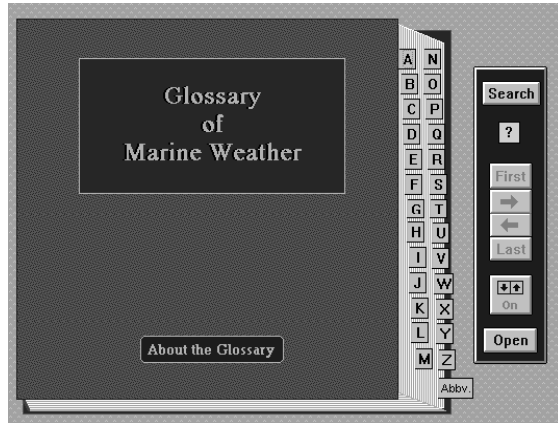 Glossary
of
Marine Weather
About the Glossary
A
B
C
D
E
F
G
H
I
J
K
L
M
N
O
P
Q
R
S
T
U
V
W
X
Y
Z
Abbv.
Search
?
First
Last
On
Open